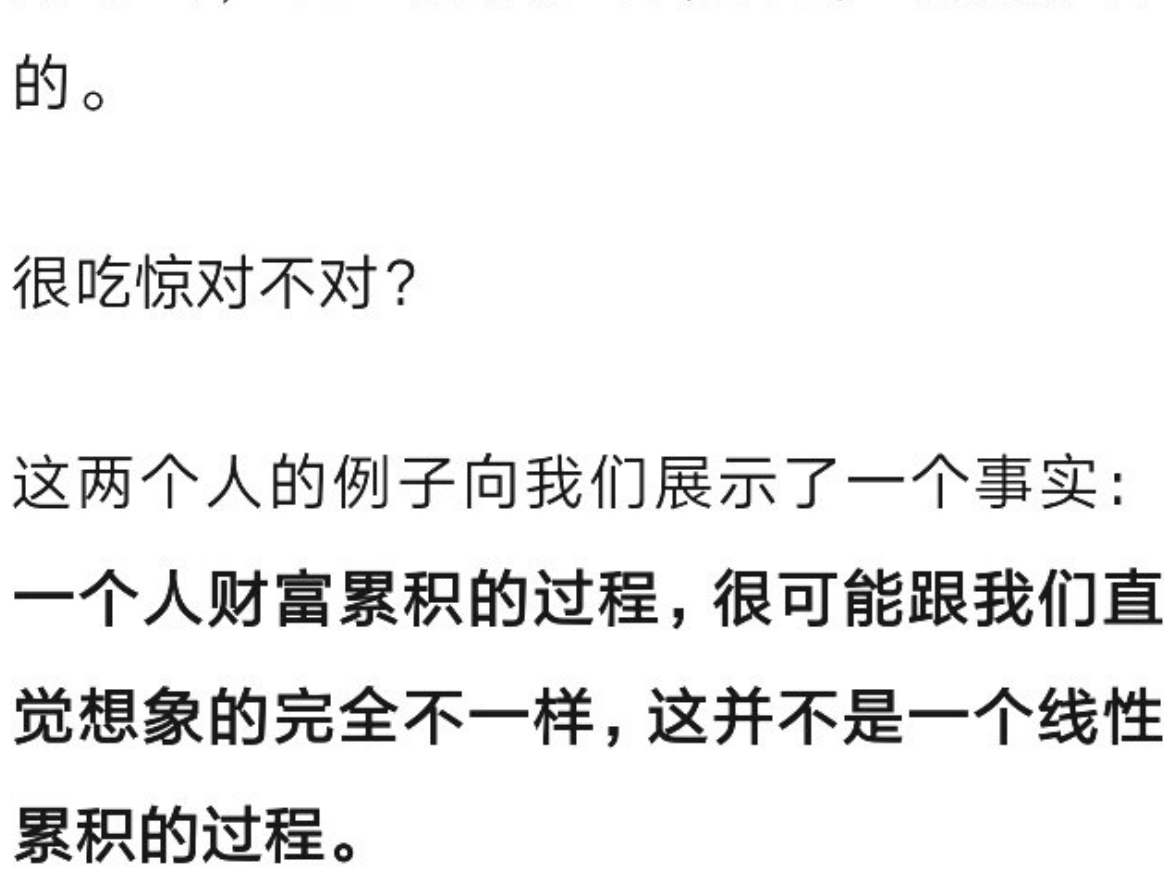 的。
很吃惊对不对？
这两个人的例子向我们展示了一个事实：
一个人财富累积的过程，很可能跟我们直
觉想象的完全不一样，这并不是一个线性
累积的过程。